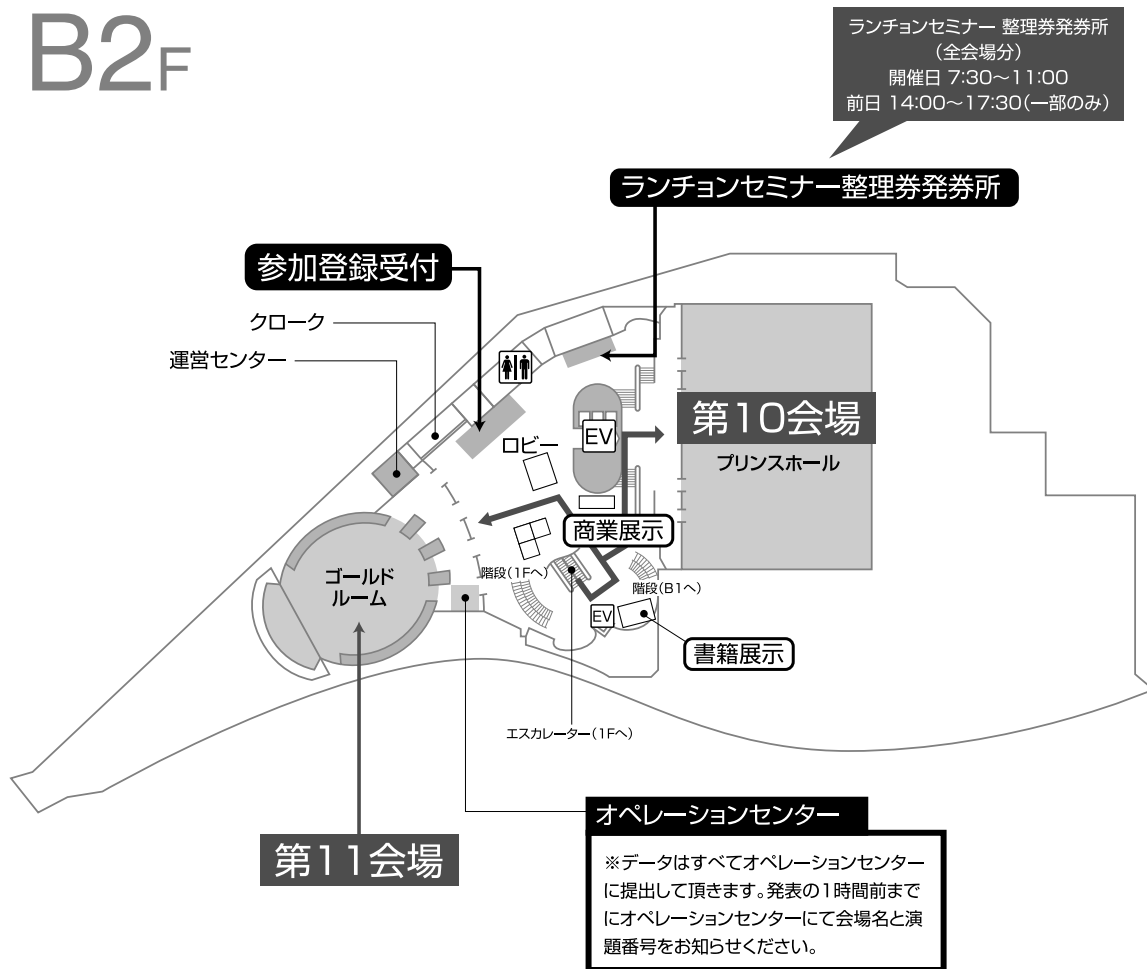 B2F
ランチョンセミナー 整理券発券所
（全会場分）
開催日 7:30〜11:00
前日 14:00〜17:30（一部のみ）
ランチョンセミナー整理券発券所
参加登録受付
クローク
運営センター
第10会場
プリンスホール
EV
ロビー
商業展示
階段（1Fへ）
ゴールド
ルーム
階段（B1へ）
EV
書籍展示
エスカレーター（1Fへ）
第11会場
オペレーションセンター
※データはすべてオペレーションセンター
に提出して頂きます。発表の1時間前まで
にオペレーションセンターにて会場名と演
題番号をお知らせください。